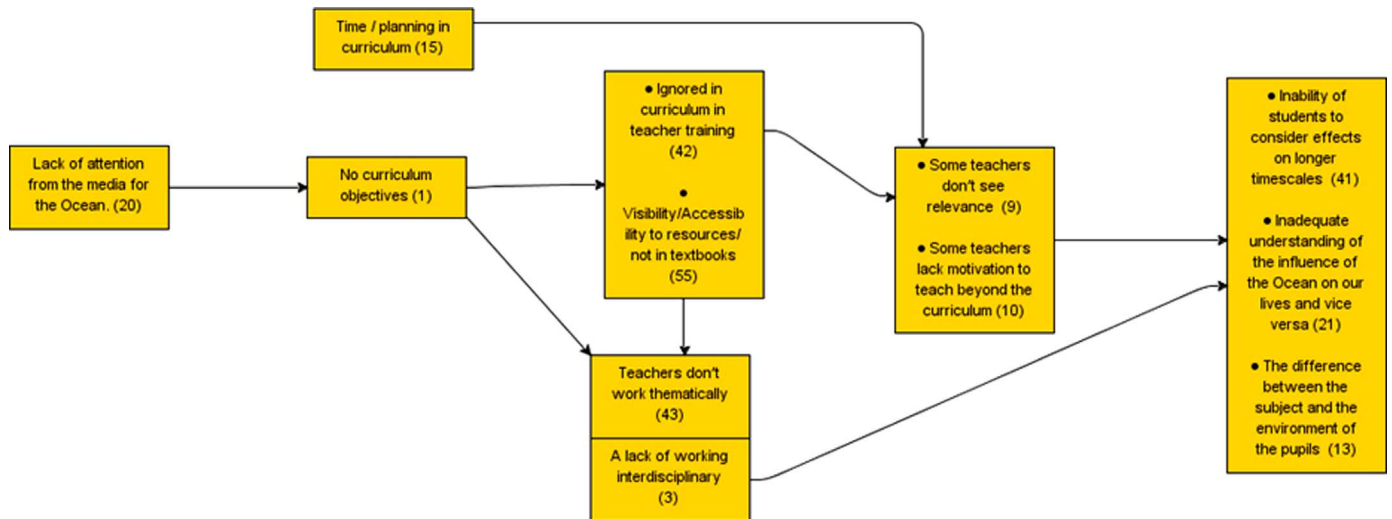 Time / planning in
curriculum (15)
Lack of attention
from the media for
the Ocean. (20)
No curriculum
objectives (1)
● Ignored in
curriculum in
teacher training
(42)
●
Visibility/Accessib
ility to resources/
not in textbooks
(55)
Teachers don't
work thematically
(43)
A lack of working
interdisciplinary
(3)
● Some teachers
don't see
relevance (9)
● Some teachers
lack motivation to
teach beyond the
curriculum (10)
● Inability of
students to
consider effects
on longer
timescales (41)
● Inadequate
understanding of
the influence of
the Ocean on our
lives and vice
versa (21)
● The difference
between the
subject and the
environment of
the pupils (13)